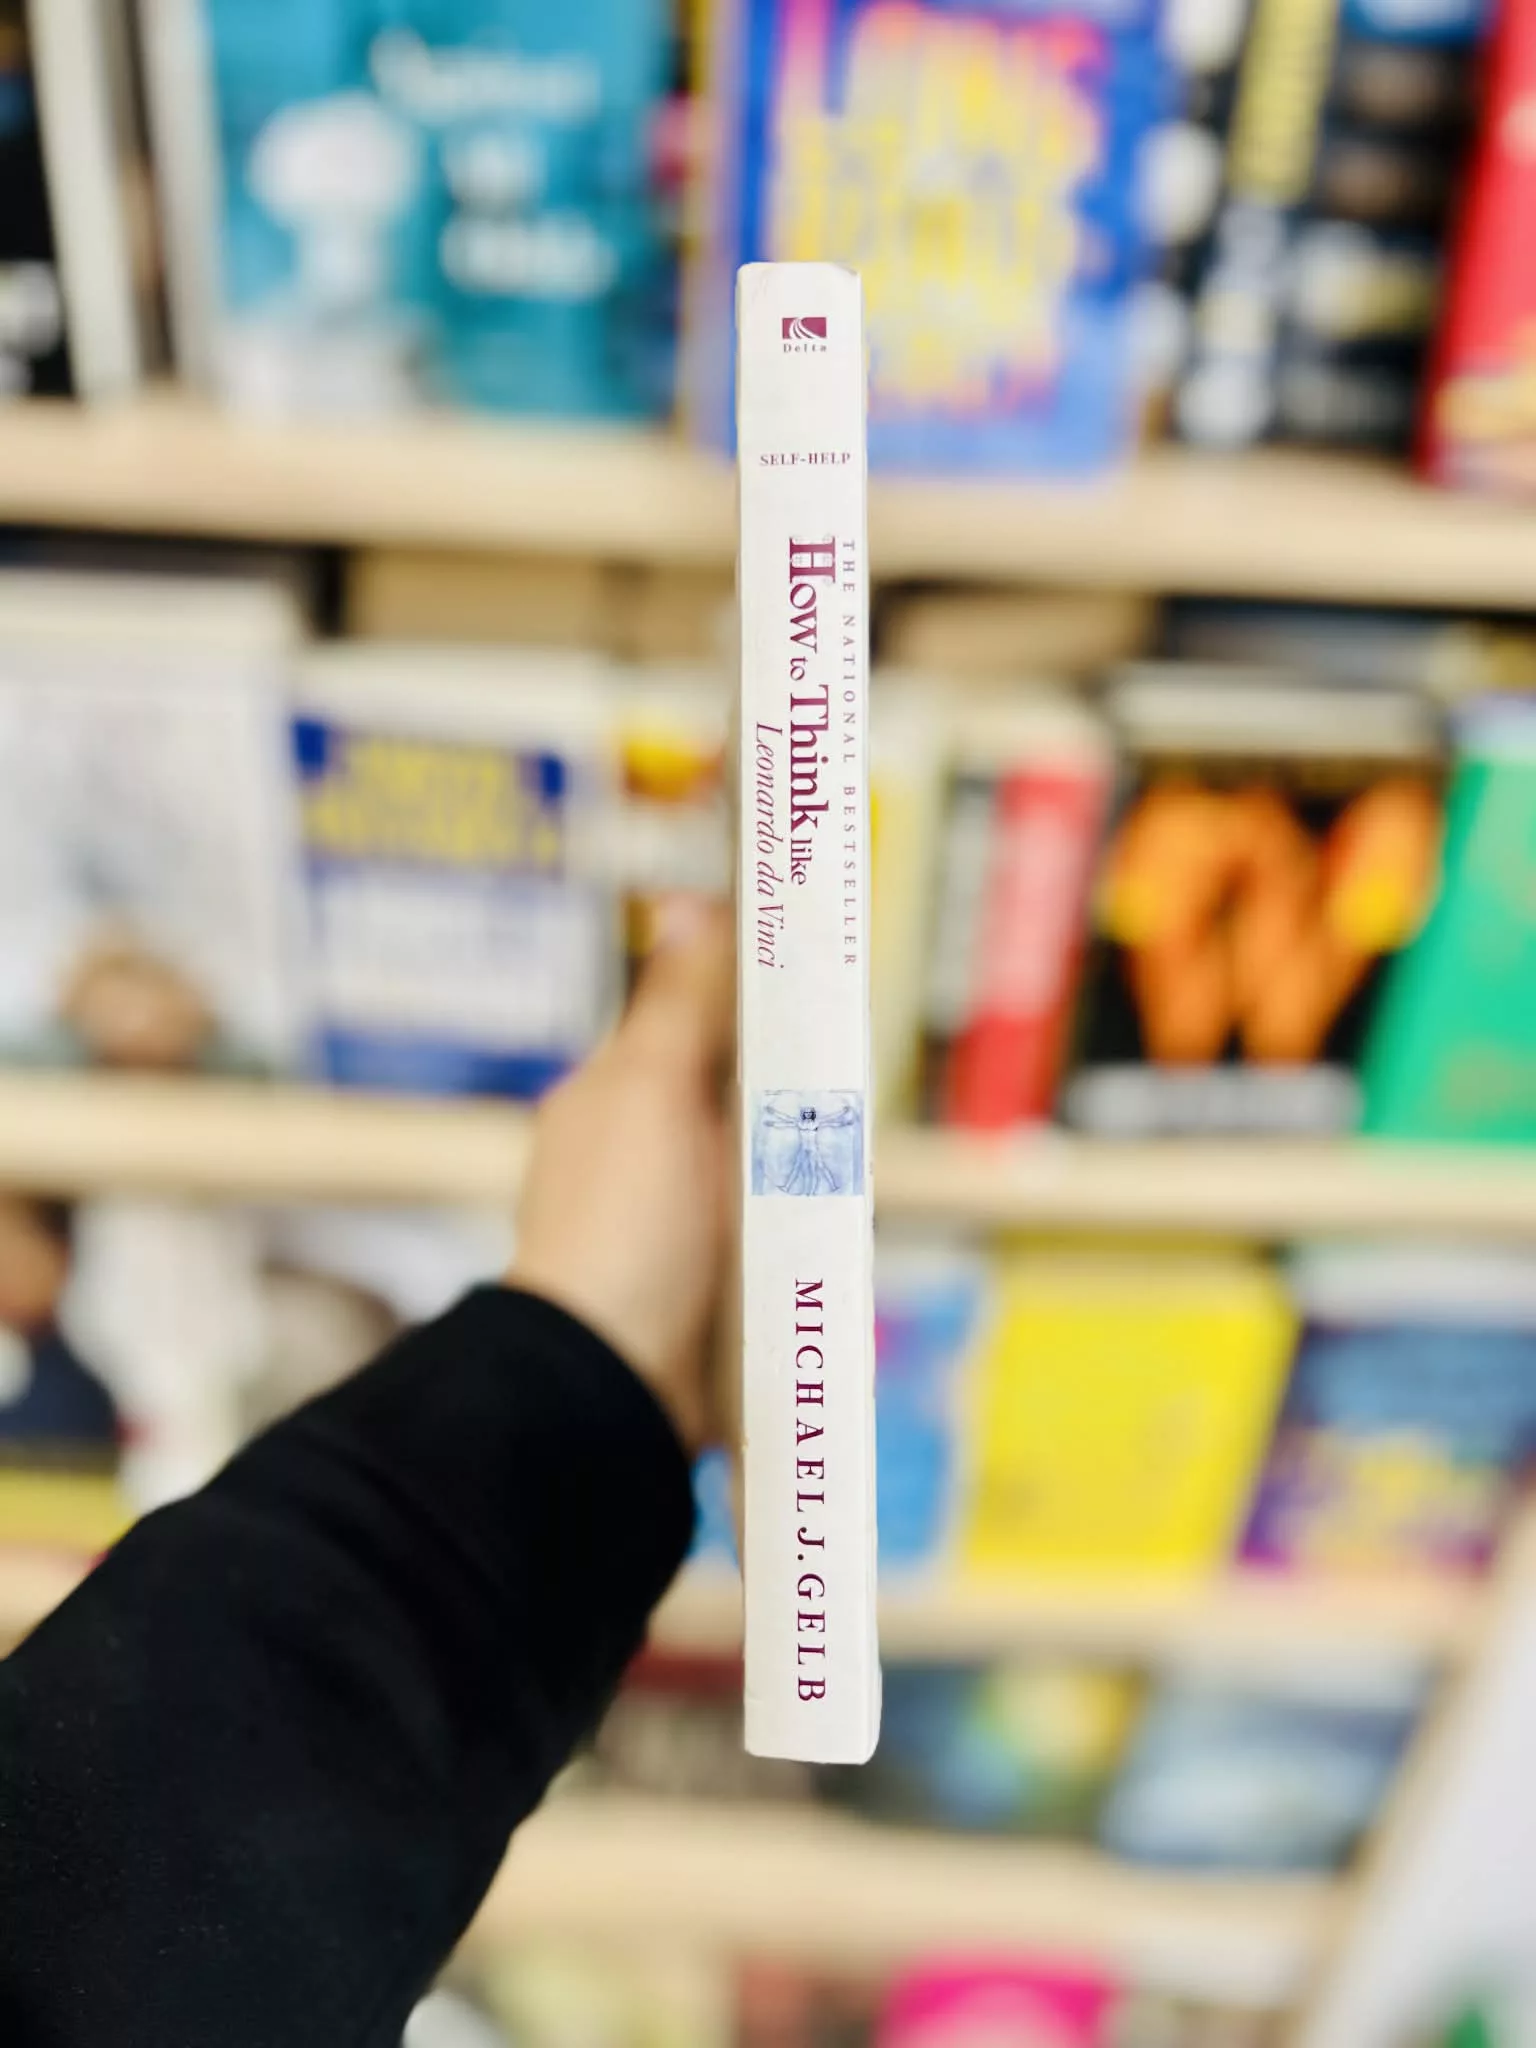 Delta
SELF-HELP
THE NATIONAL BESTSELLER
How to Think like
Leonardo da Vinci
MICHAEL J. GELB